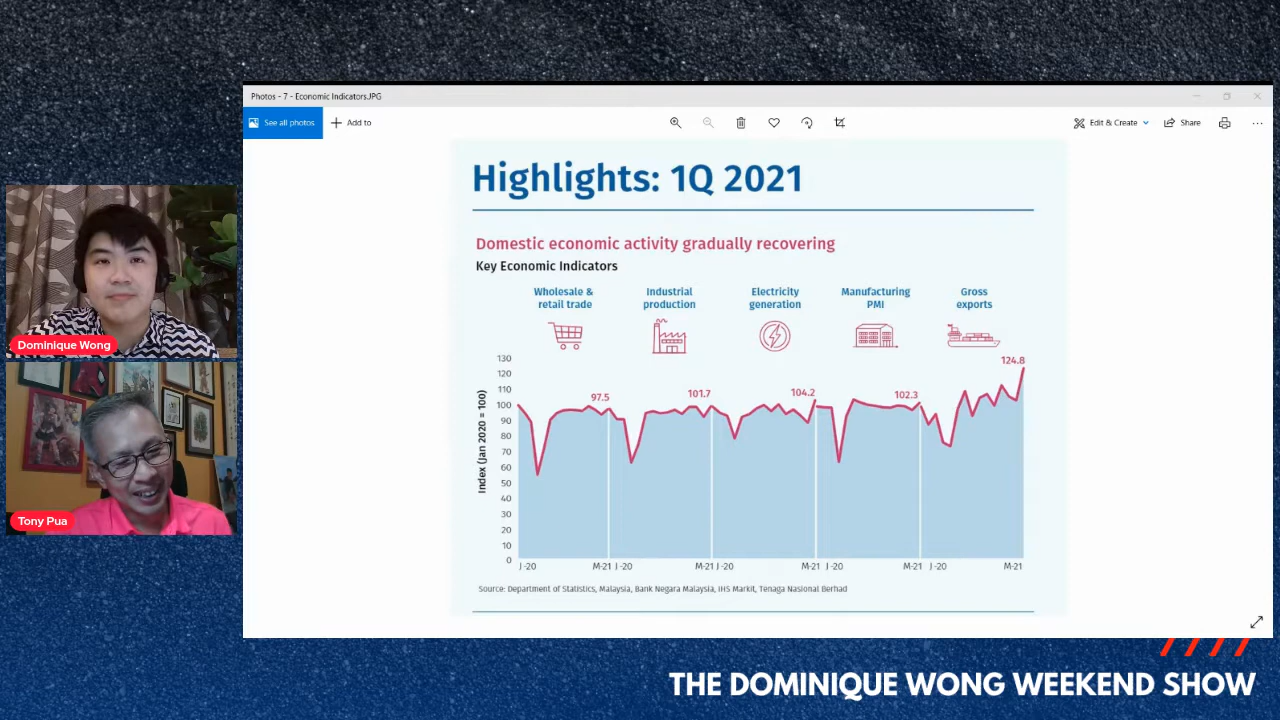 Photos - 7 - Economic Indicators.JPG
See all photos
Add to
Edit & Create
Share
Highlights: 1Q 2021
Domestic economic activity gradually recovering
Key Economic Indicators
Wholesale &
retail trade
Industrial
production
Electricity
generation
Manufacturing
PMI
Gross
exports
Index (Jan 2020 = 100)
130
120
110
100
90
80
70
60
50
40
30
20
10
0
97.5
101.7
104.2
102.3
124.8
J-20
M-21
J-20
M-21
J-20
M-21
J-20
M-21
J-20
M-21
Source: Department of Statistics, Malaysia, Bank Negara Malaysia, IHS Markit, Tenaga Nasional Berhad
Dominique Wong
Tony Pua
THE DOMINIQUE WONG WEEKEND SHOW